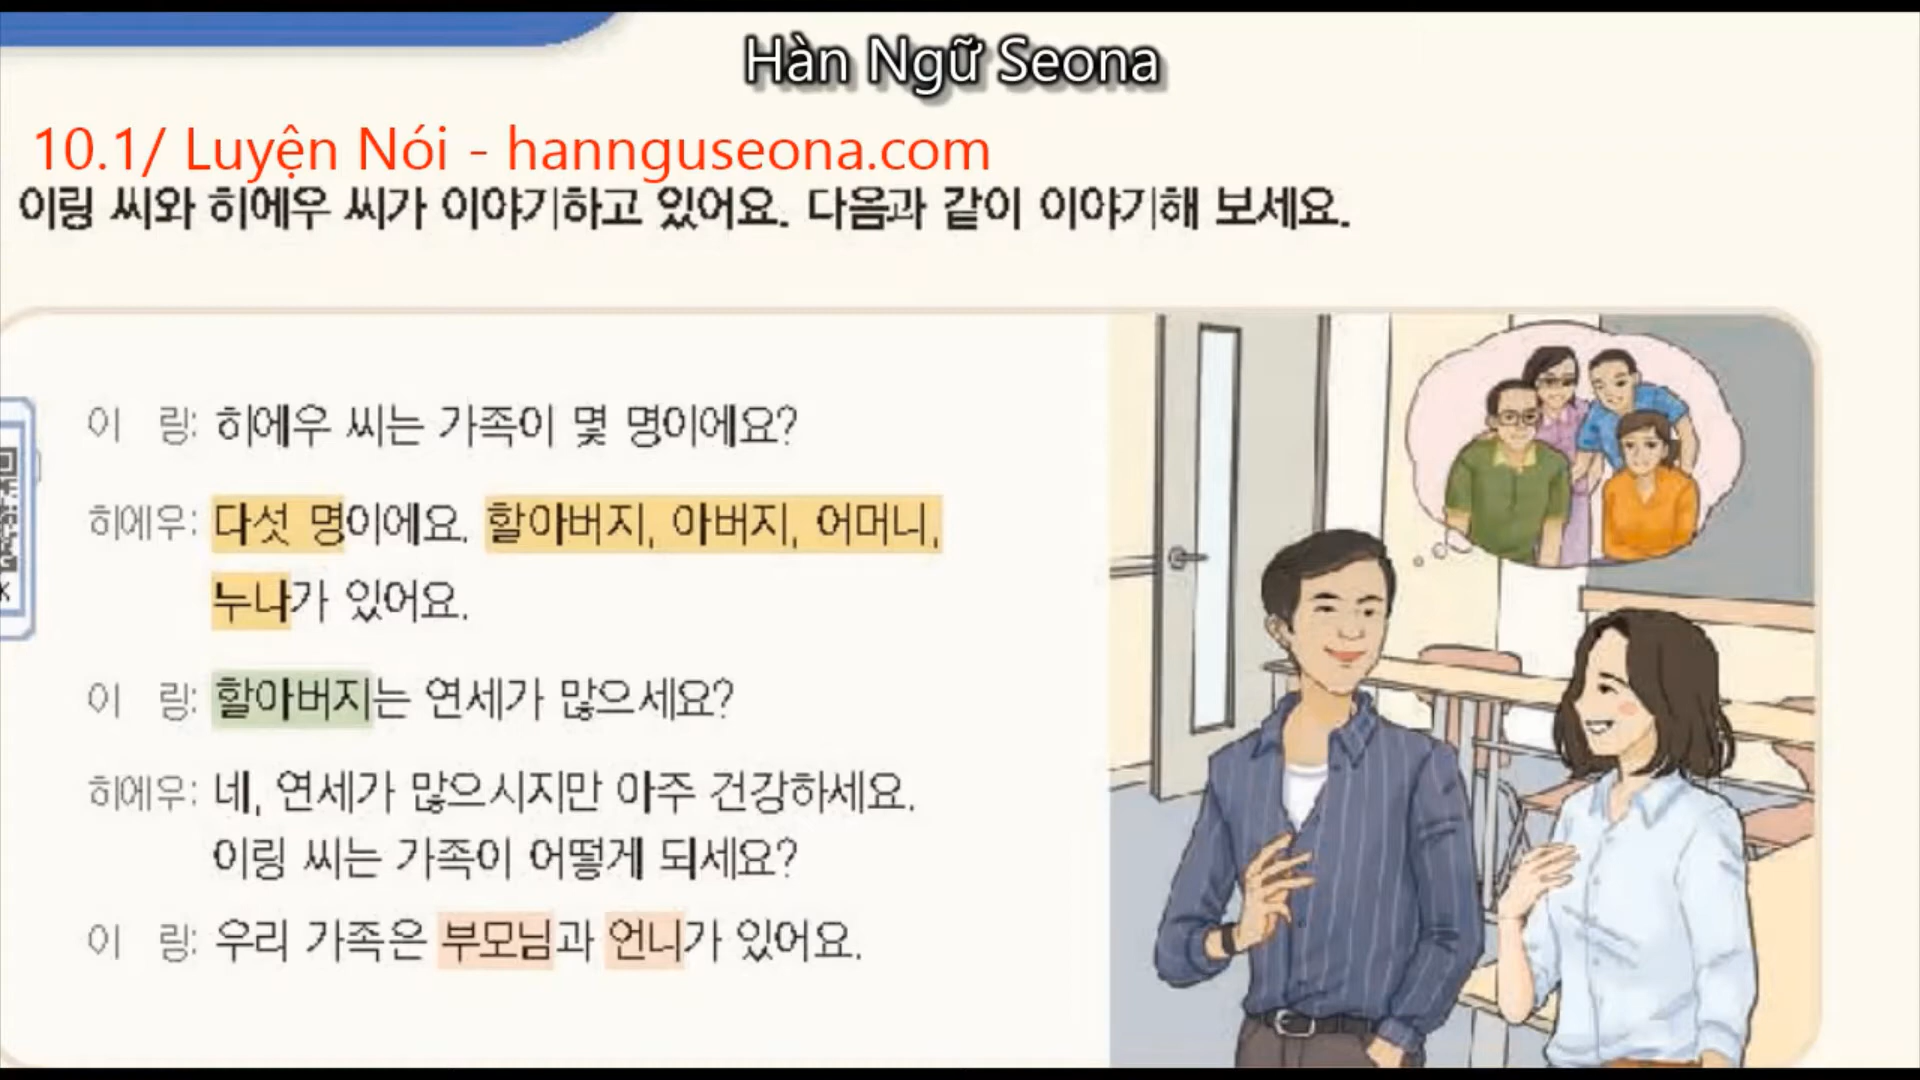 Hàn Ngữ Seona
10.1/ Luyện Nói - hannguseona.com
이링 씨와 히에우 씨가 이야기하고 있어요. 다음과 같이 이야기해 보세요.
이 링: 히에우 씨는 가족이 몇 명이에요?
히에우: 다섯 명이에요. 할아버지, 아버지, 어머니,
누나가 있어요.
이 링: 할아버지는 연세가 많으세요?
히에우: 네, 연세가 많으시지만 아주 건강하세요.
이링 씨는 가족이 어떻게 되세요?
이 링: 우리 가족은 부모님과 언니가 있어요.